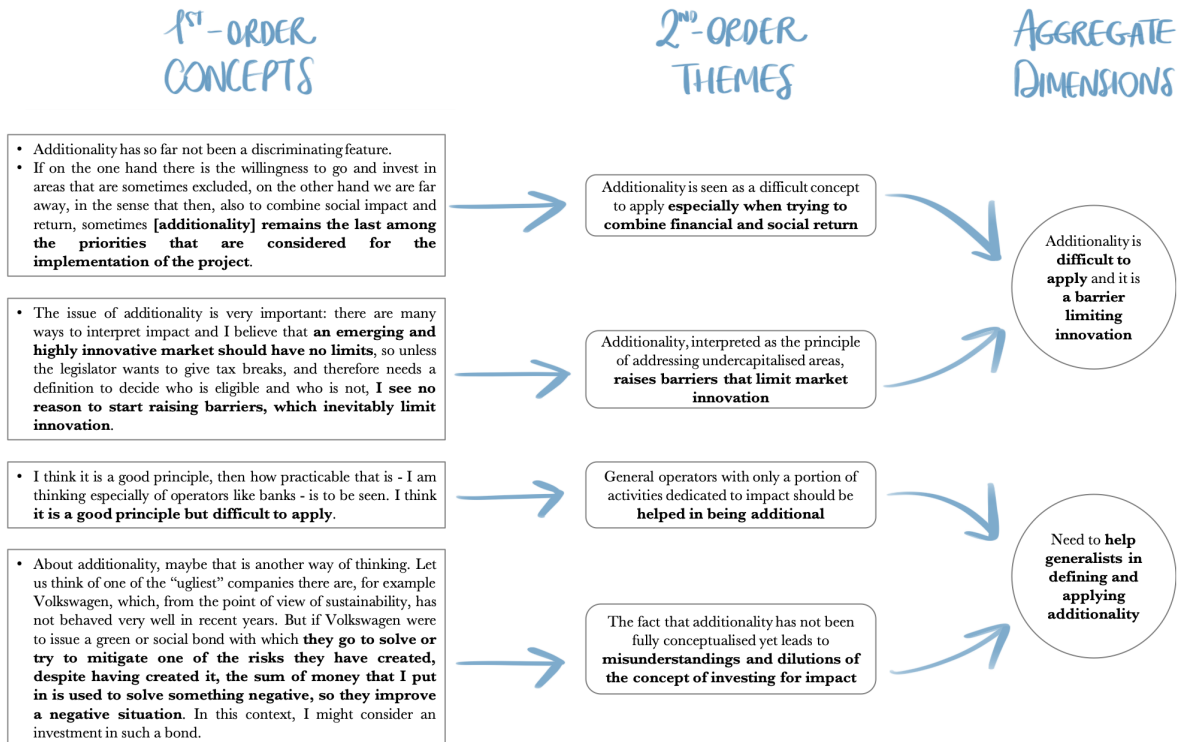 1ST-ORDER
CONCEPTS
2ND-ORDER
THEMES
AGGREGATE
DIMENSIONS
• Additionality has so far not been a discriminating feature.
• If on the one hand there is the willingness to go and invest in
areas that are sometimes excluded, on the other hand we are far
away, in the sense that then, also to combine social impact and
return, sometimes [additionality] remains the last among
the priorities that are considered for the
implementation of the project.
Additionality is seen as a difficult concept
to apply especially when trying to
combine financial and social return
• The issue of additionality is very important: there are many
ways to interpret impact and I believe that an emerging and
highly innovative market should have no limits, so unless
the legislator wants to give tax breaks, and therefore needs a
definition to decide who is eligible and who is not, I see no
reason to start raising barriers, which inevitably limit
innovation.
Additionality, interpreted as the principle
of addressing undercapitalised areas,
raises barriers that limit market
innovation
Additionality is
difficult to
apply and it is
a barrier
limiting
innovation
• I think it is a good principle, then how practicable that is - I am
thinking especially of operators like banks - is to be seen. I think
it is a good principle but difficult to apply.
General operators with only a portion of
activities dedicated to impact should be
helped in being additional
• About additionality, maybe that is another way of thinking. Let
us think of one of the “ugliest” companies there are, for example
Volkswagen, which, from the point of view of sustainability, has
not behaved very well in recent years. But if Volkswagen were
to issue a green or social bond with which they go to solve or
try to mitigate one of the risks they have created,
despite having created it, the sum of money that I put
in is used to solve something negative, so they improve
a negative situation. In this context, I might consider an
investment in such a bond.
The fact that additionality has not been
fully conceptualised yet leads to
misunderstandings and dilutions of
the concept of investing for impact
Need to help
generalists in
defining and
applying
additionality